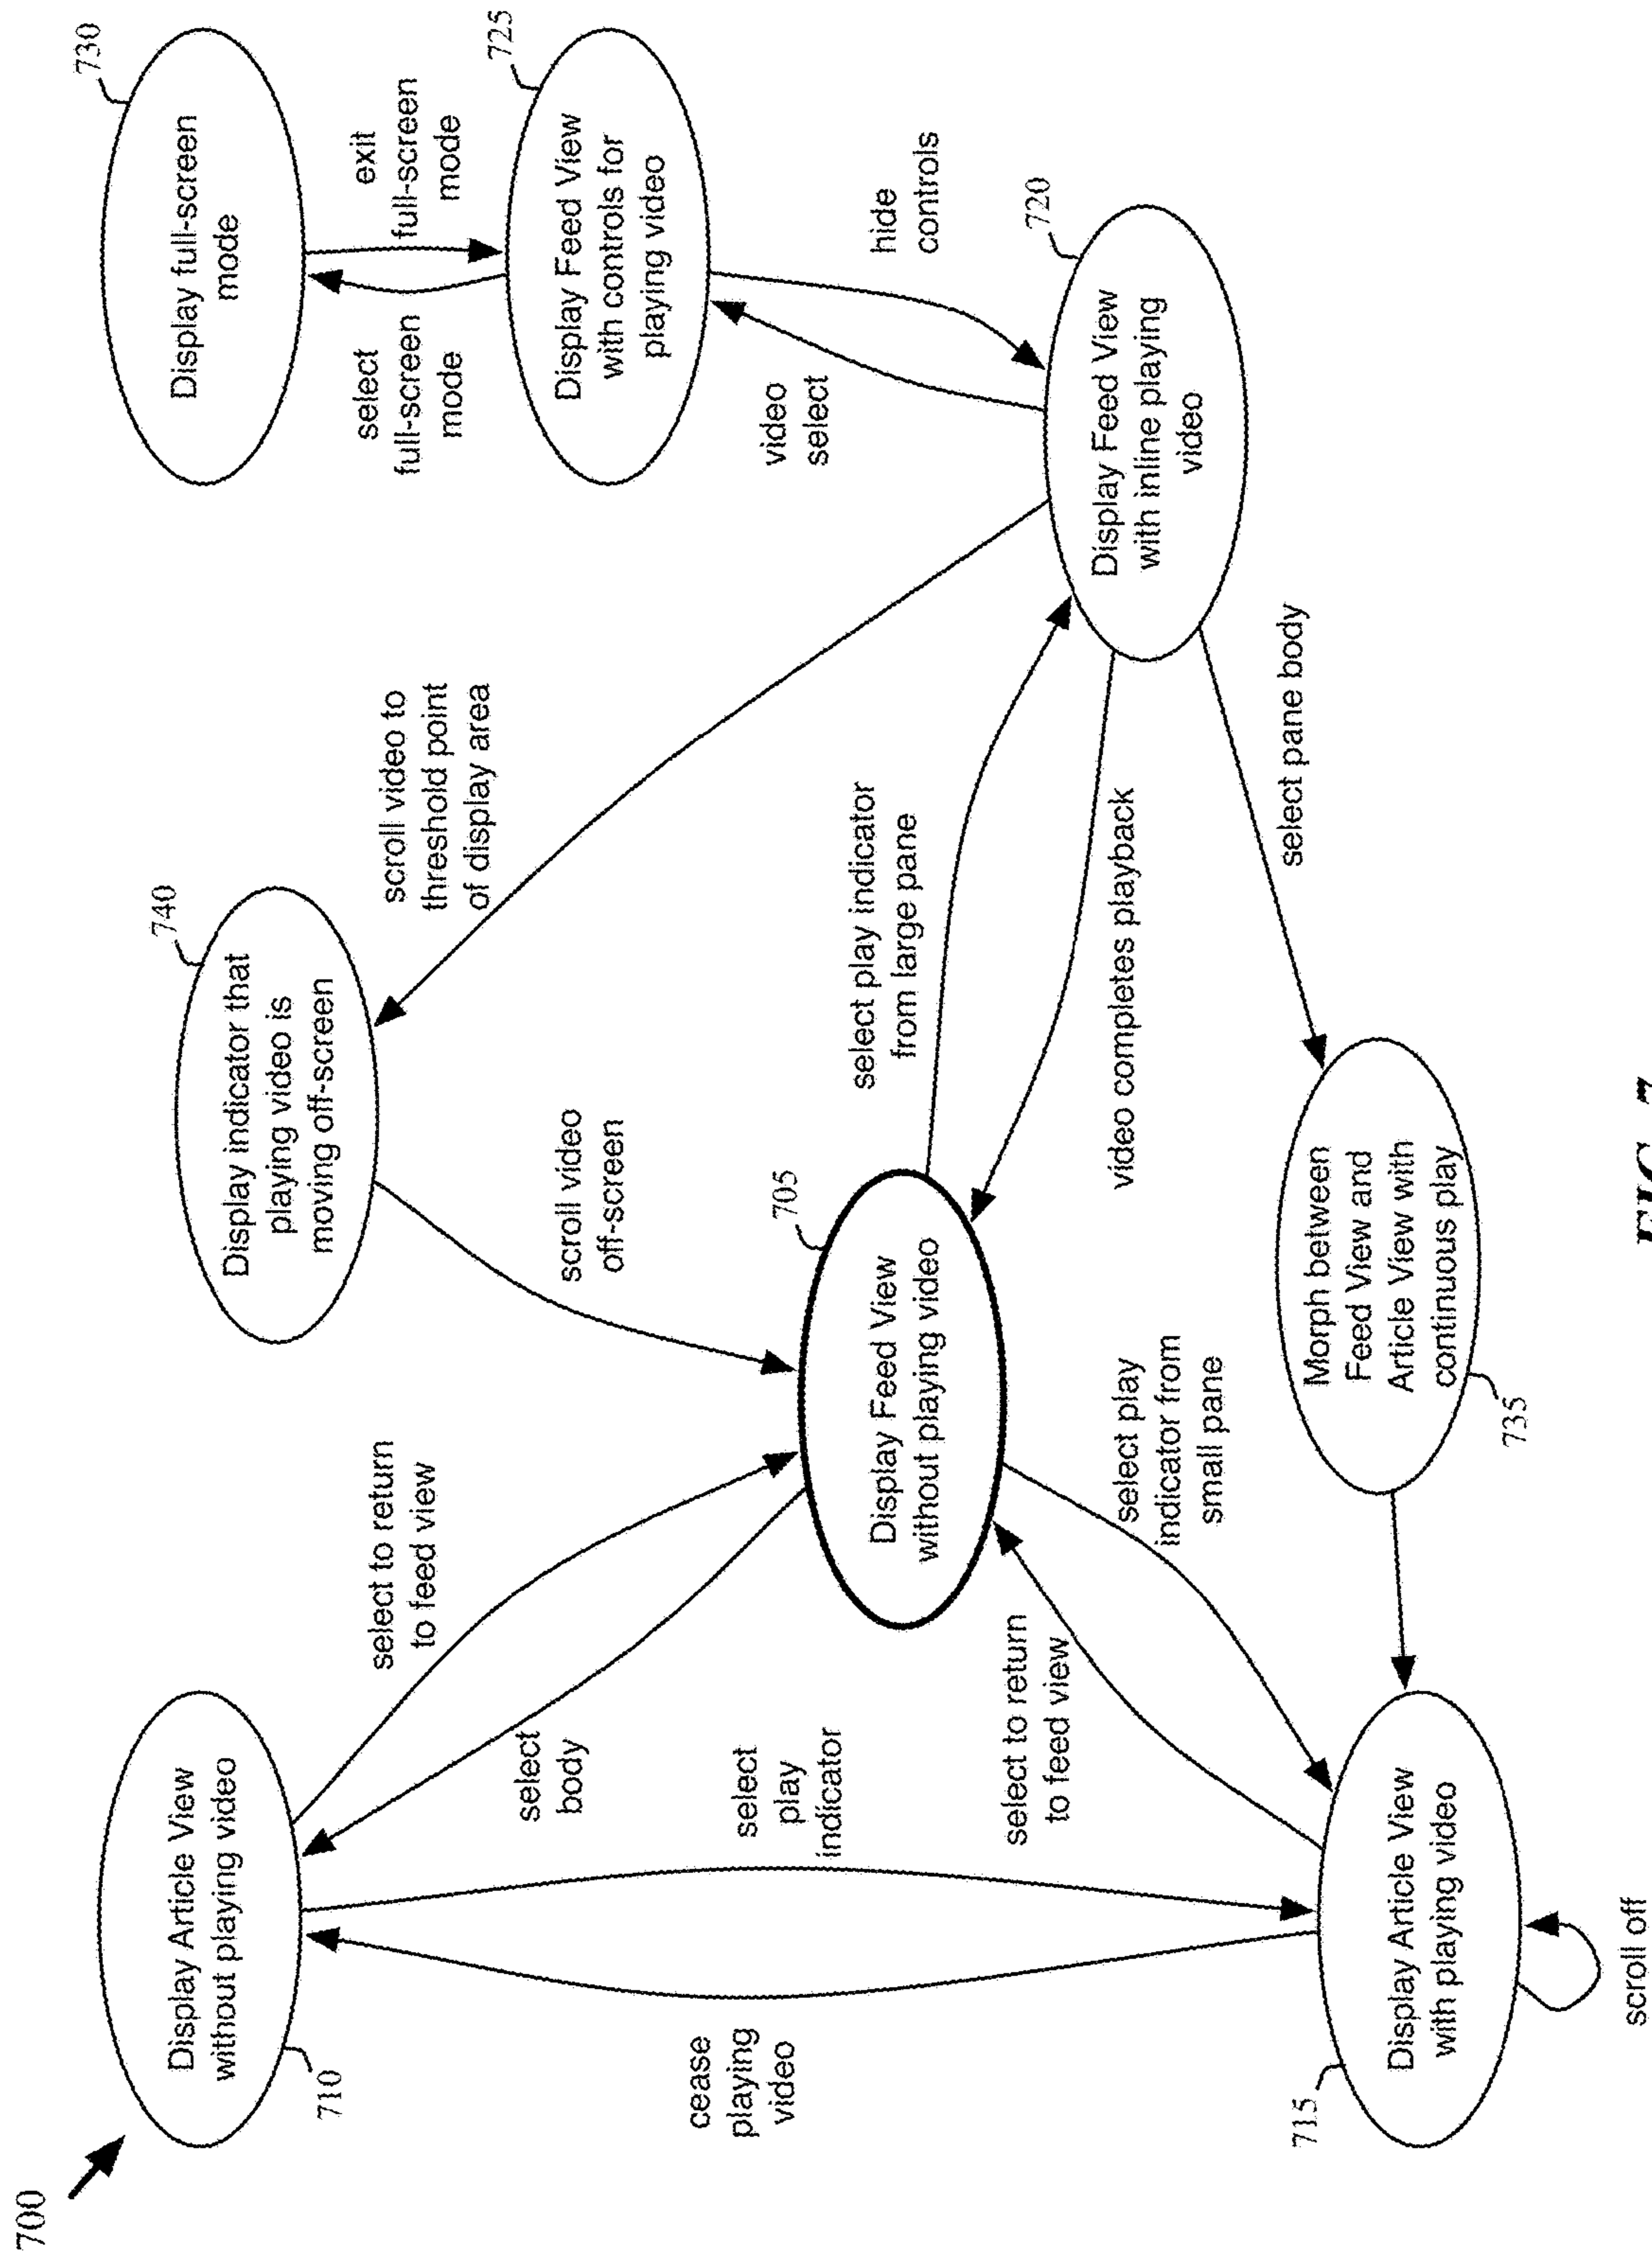 700
Display Article View
without playing video
710
select to return
to feed view
Display indicator that
playing video is
moving off-screen
740
scroll video to
threshold point
of display area
Display full-screen
mode
730
select
full-screen
mode
exit
full-screen
mode
Display Feed View
with controls for
playing video
725
select
body
scroll video
off-screen
cease
playing
video
select
play
indicator
select play indicator
from large pane
video
select
hide
controls
Display Feed View
without playing video
705
video completes playback
Display Feed View
with inline playing
video
720
select to return
to feed view
select play
indicator from
small pane
select pane body
Display Article View
with playing video
715
Morph between
Feed View and
Article View with
continuous play
735
scroll off
FIG. 7